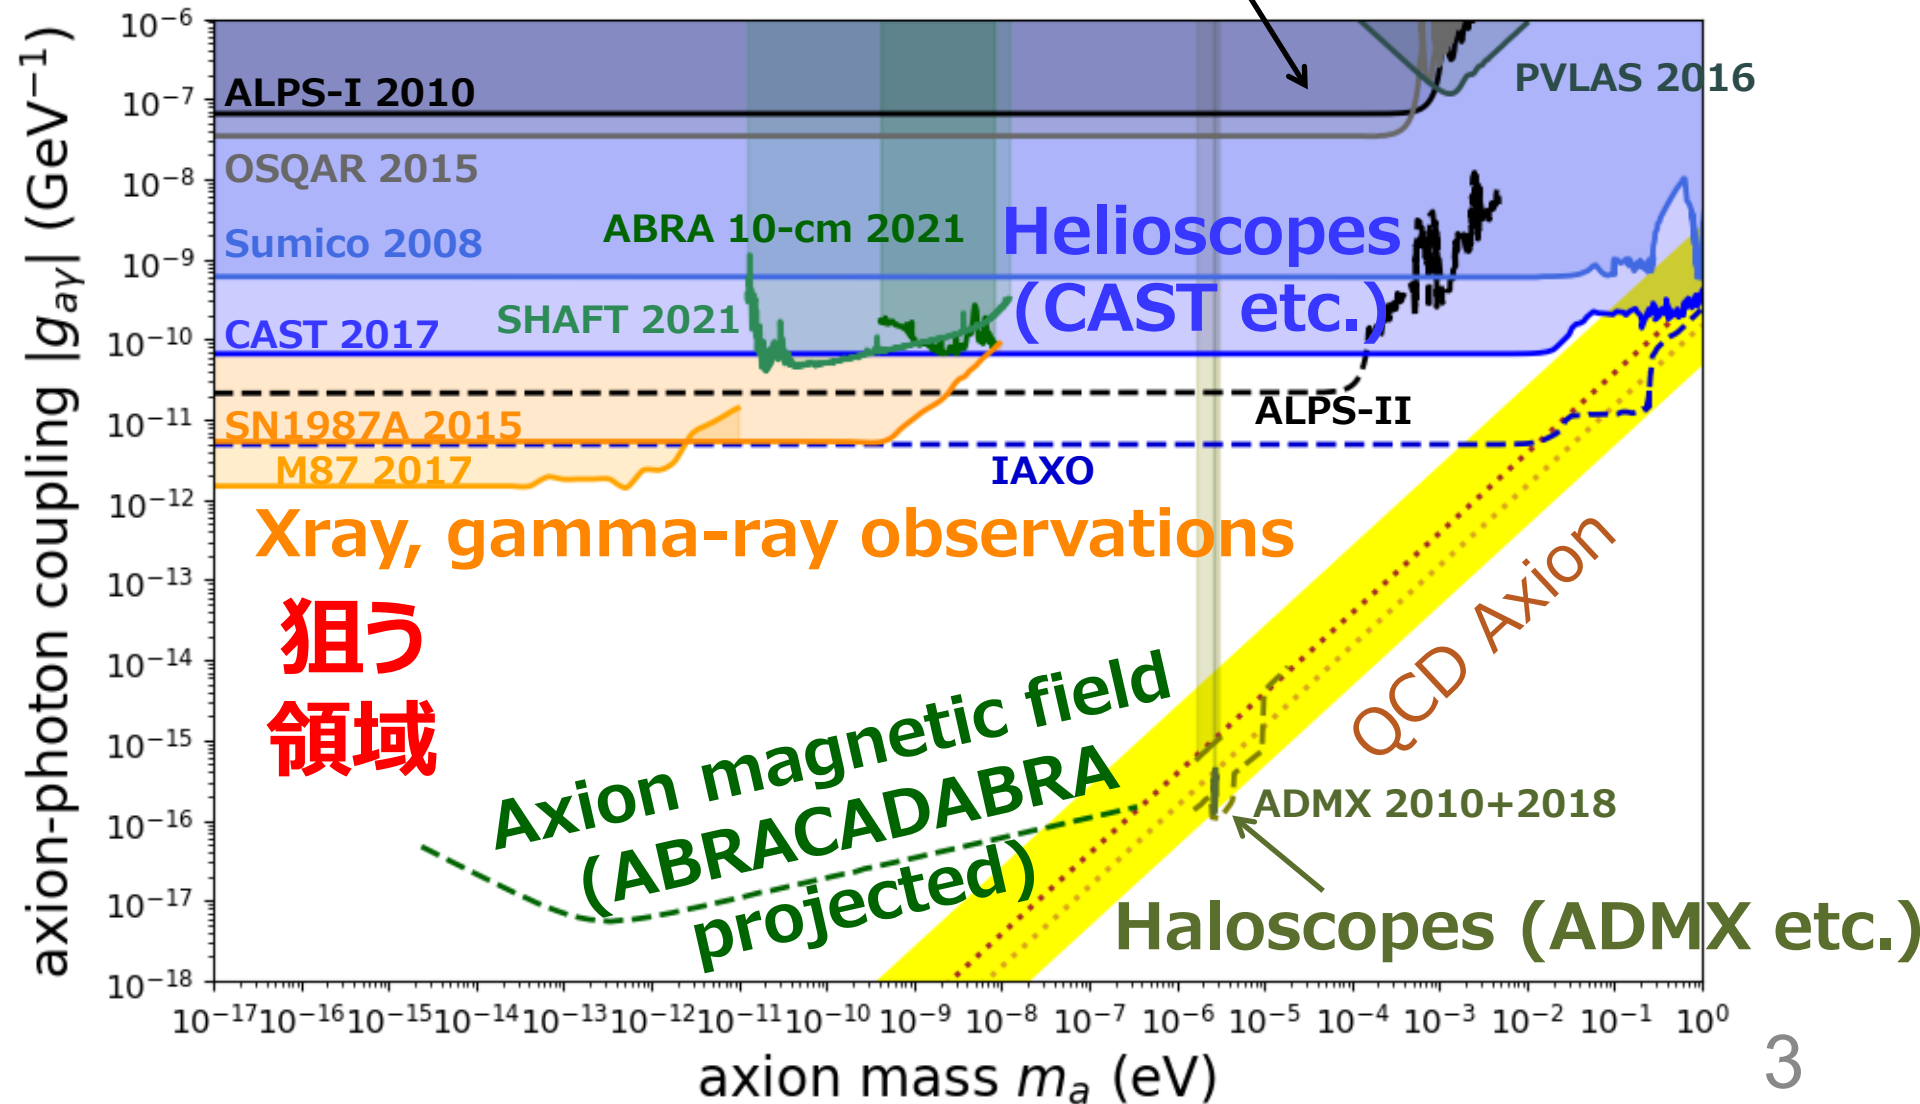 axion-photon coupling |g_{aγ}| (GeV⁻¹)
10⁻⁶
10⁻⁷
10⁻⁸
10⁻⁹
10⁻¹⁰
10⁻¹¹
10⁻¹²
10⁻¹³
10⁻¹⁴
10⁻¹⁵
10⁻¹⁶
10⁻¹⁷
10⁻¹⁸
ALPS-I 2010
PVLAS 2016
OSQAR 2015
Sumico 2008
ABRA 10-cm 2021
Helioscopes
(CAST etc.)
CAST 2017
SHAFT 2021
SN1987A 2015
ALPS-II
M87 2017
IAXO
Xray, gamma-ray observations
狙う
領域
QCD Axion
Axion magnetic field
(ABRACADABRA
projected)
ADMX 2010+2018
Haloscopes (ADMX etc.)
10⁻¹⁷ 10⁻¹⁶ 10⁻¹⁵ 10⁻¹⁴ 10⁻¹³ 10⁻¹² 10⁻¹¹ 10⁻¹⁰ 10⁻⁹ 10⁻⁸ 10⁻⁷ 10⁻⁶ 10⁻⁵ 10⁻⁴ 10⁻³ 10⁻² 10⁻¹ 10⁰
axion mass mₐ (eV)
3